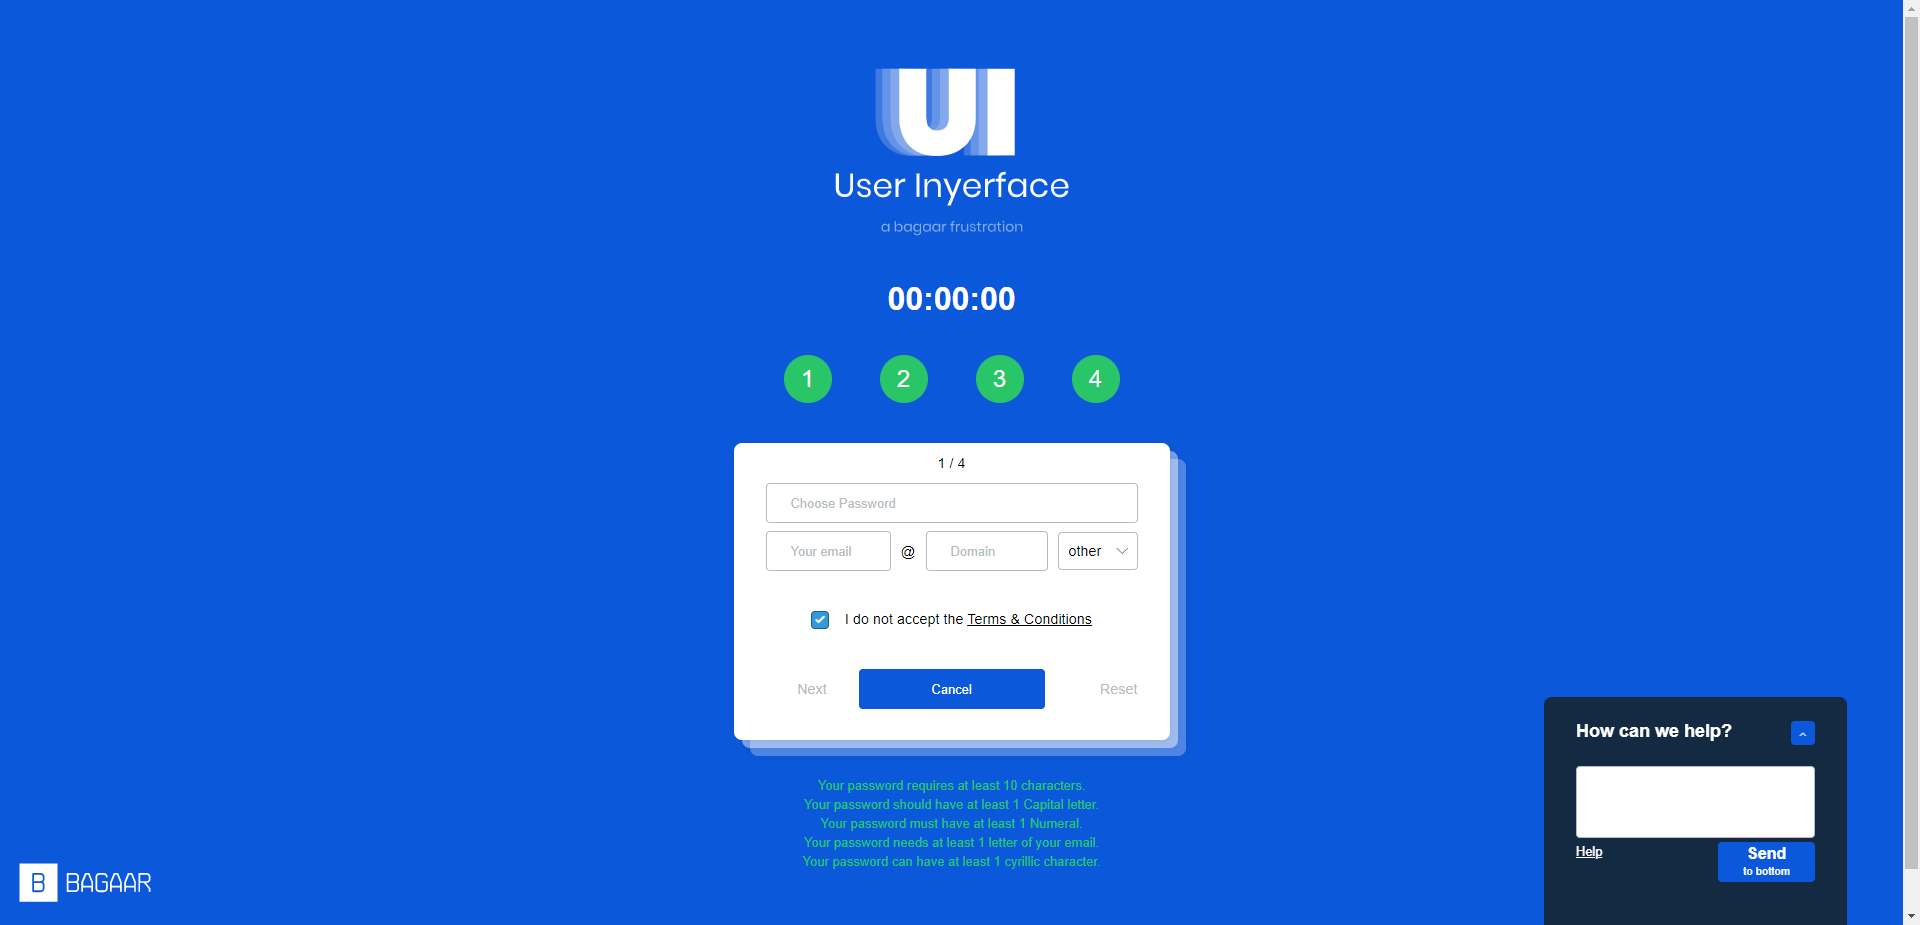 UI
User Inyerface
a bagaar frustration
00:00:00
1 2 3 4
1 / 4
Choose Password
Your email @ Domain other
I do not accept the Terms & Conditions
Next Cancel Reset
Your password requires at least 10 characters.
Your password should have at least 1 Capital letter.
Your password must have at least 1 Numeral.
Your password needs at least 1 letter of your email.
Your password can have at least 1 cyrillic character.
B BAGAAR
How can we help?
Help
Send
to bottom